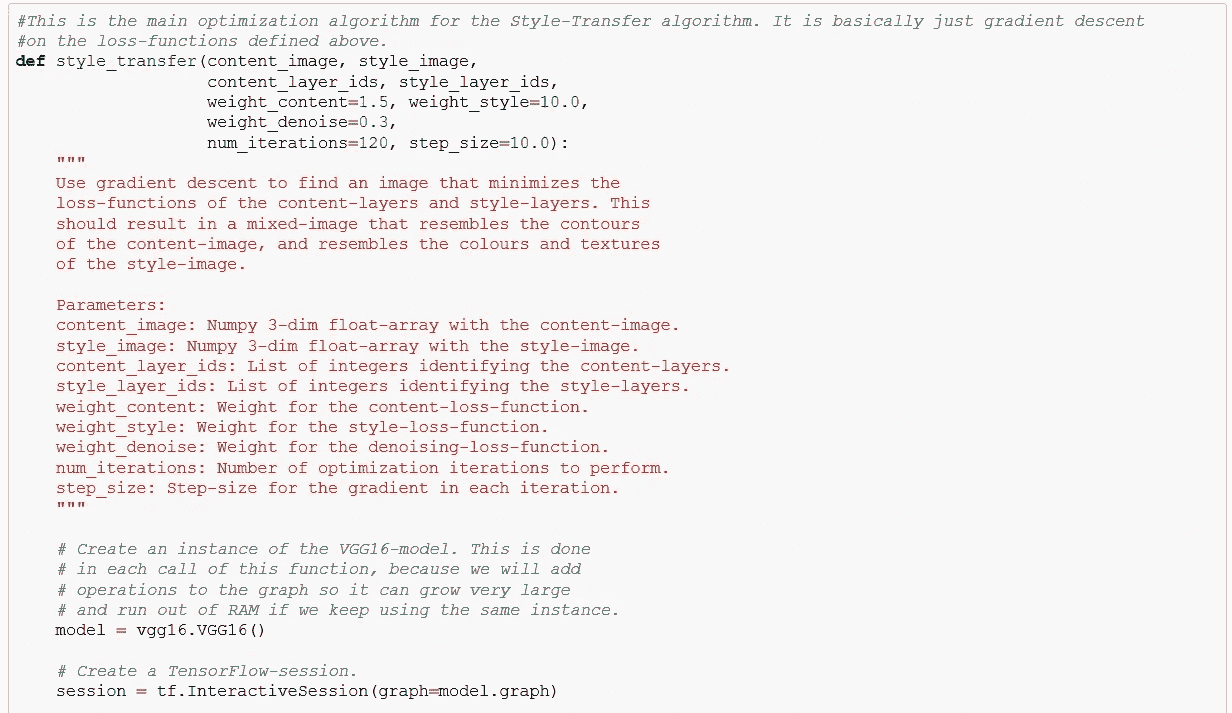 #This is the main optimization algorithm for the Style-Transfer algorithm. It is basically just gradient descent
#on the loss-functions defined above.
def style_transfer(content_image, style_image,
                   content_layer_ids, style_layer_ids,
                   weight_content=1.5, weight_style=10.0,
                   weight_denoise=0.3,
                   num_iterations=120, step_size=10.0):
    """
    Use gradient descent to find an image that minimizes the
    loss-functions of the content-layers and style-layers. This
    should result in a mixed-image that resembles the contours
    of the content-image, and resembles the colours and textures
    of the style-image.

    Parameters:
    content_image: Numpy 3-dim float-array with the content-image.
    style_image: Numpy 3-dim float-array with the style-image.
    content_layer_ids: List of integers identifying the content-layers.
    style_layer_ids: List of integers identifying the style-layers.
    weight_content: Weight for the content-loss-function.
    weight_style: Weight for the style-loss-function.
    weight_denoise: Weight for the denoising-loss-function.
    num_iterations: Number of optimization iterations to perform.
    step_size: Step-size for the gradient in each iteration.
    """

    # Create an instance of the VGG16-model. This is done
    # in each call of this function, because we will add
    # operations to the graph so it can grow very large
    # and run out of RAM if we keep using the same instance.
    model = vgg16.VGG16()

    # Create a TensorFlow-session.
    session = tf.InteractiveSession(graph=model.graph)